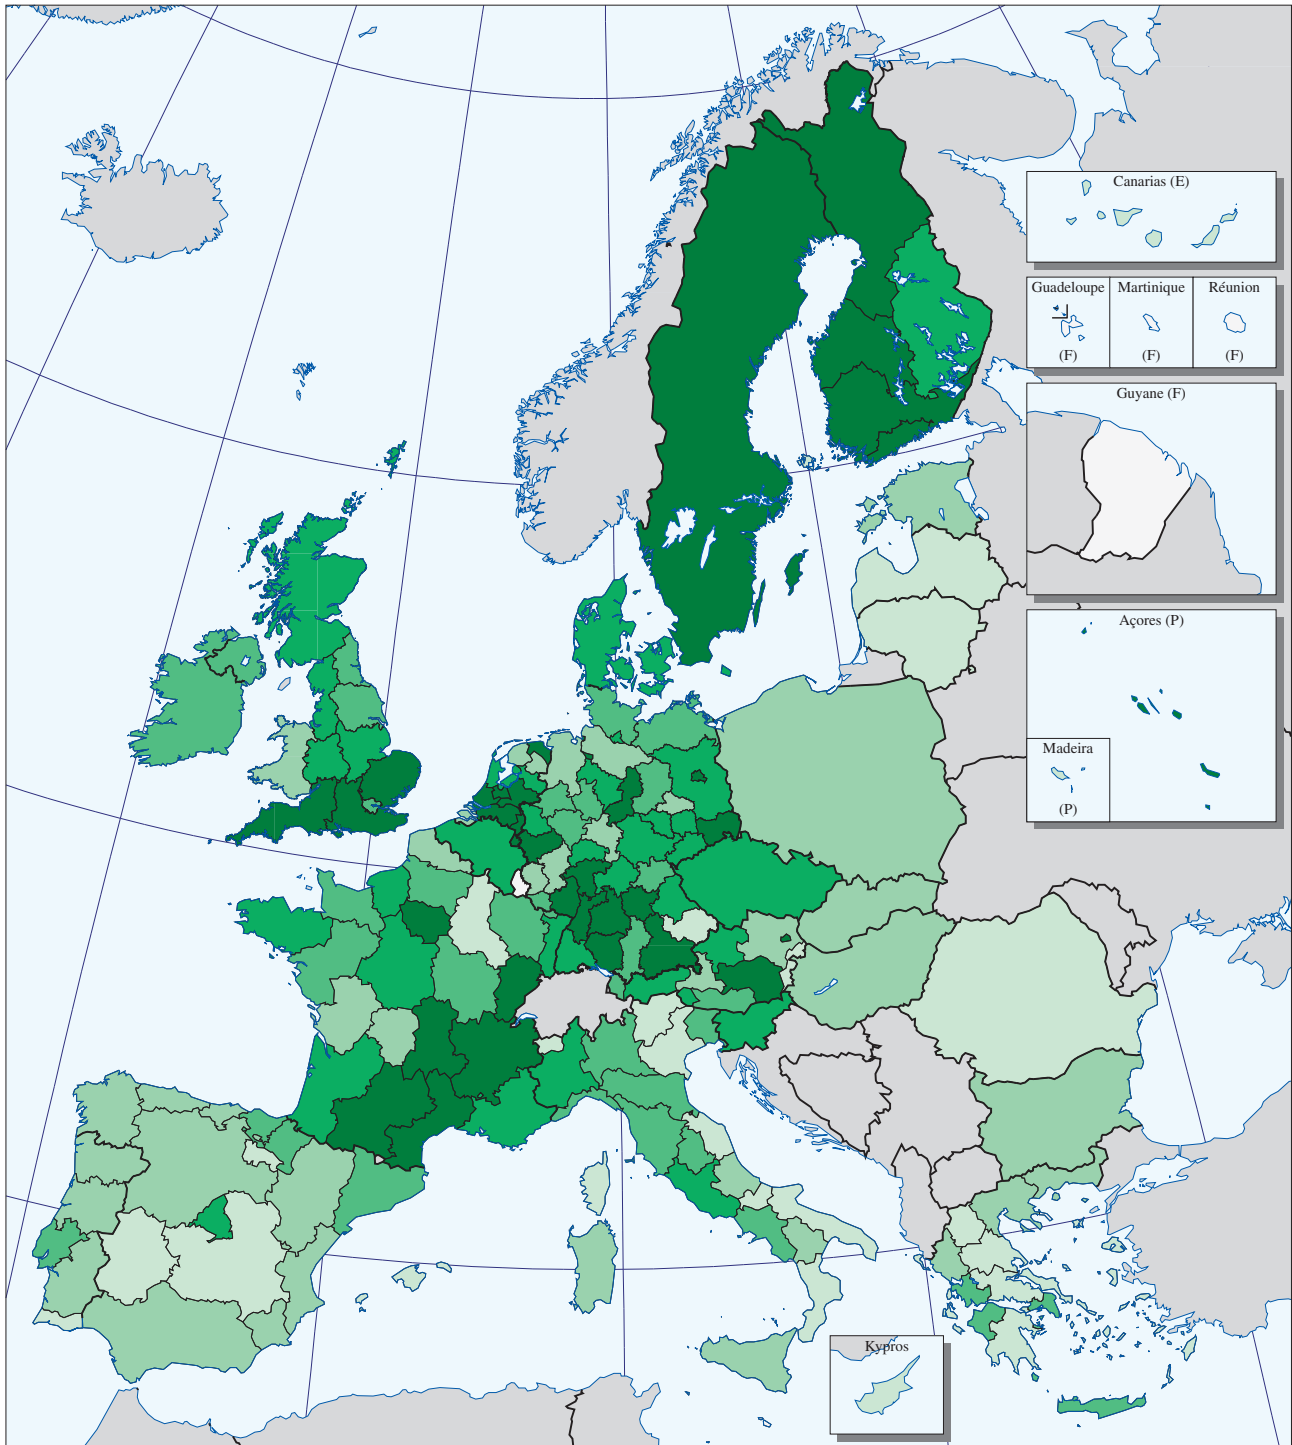 Canarias (E)
Guadeloupe
Martinique
Réunion
(F)
(F)
(F)
Guyane (F)
Açores (P)
Madeira
(P)
Kypros